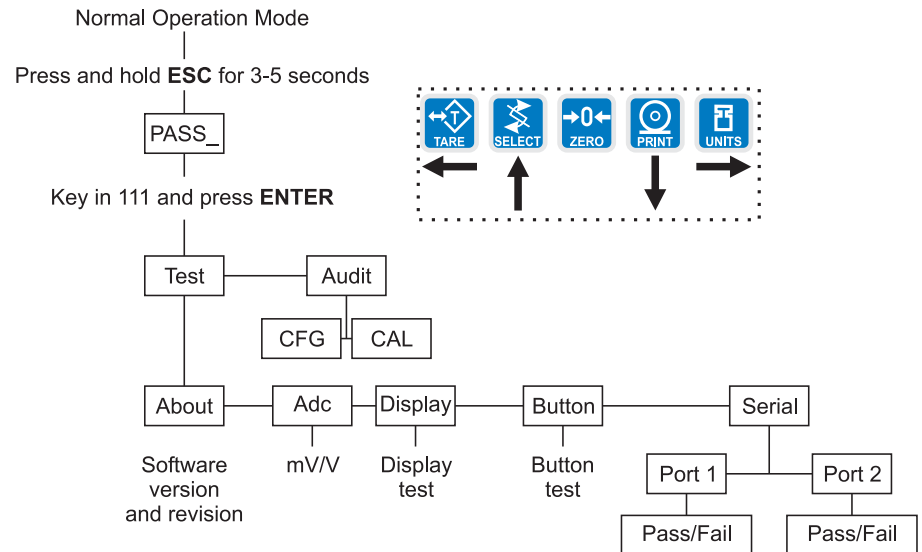 Normal Operation Mode
Press and hold ESC for 3-5 seconds
PASS_
Key in 111 and press ENTER
T
TARE
SELECT
0
ZERO
PRINT
UNITS
Test
Audit
CFG
CAL
About
Adc
Display
Button
Serial
Software
version
and revision
mV/V
Display
test
Button
test
Port 1
Port 2
Pass/Fail
Pass/Fail